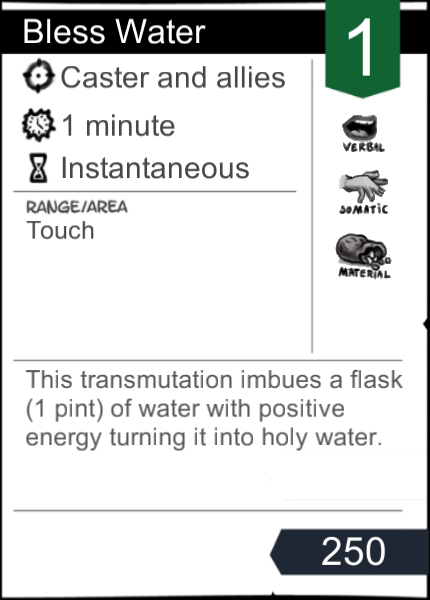 Bless Water
1
Caster and allies
1 minute
Instantaneous
VERBAL
SOMATIC
MATERIAL
RANGE/AREA
Touch
This transmutation imbues a flask
(1 pint) of water with positive
energy turning it into holy water.
250